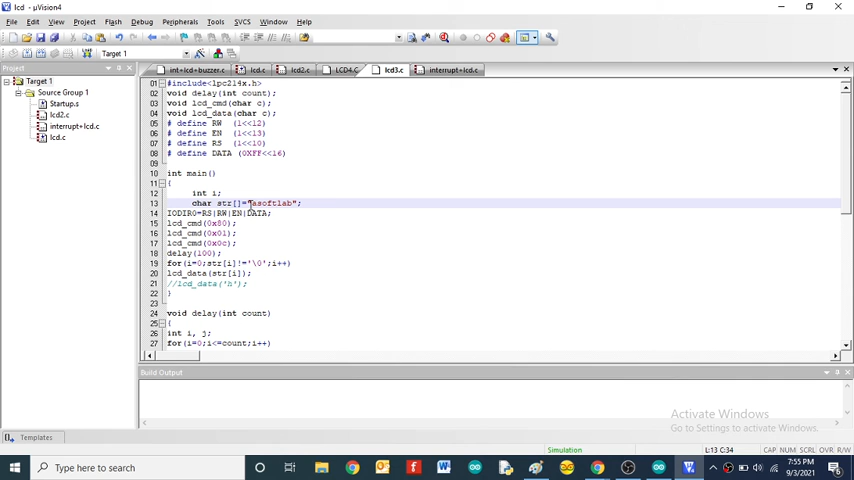 lcd - µVision4
File Edit View Project Flash Debug Peripherals Tools SVCS Window Help
Target 1
Project
int+lcd+buzzer.c lcd.c lcd2.c LCD4.C lcd3.c interrupt+lcd.c
Target 1
Source Group 1
Startup.s
lcd2.c
interrupt+lcd.c
lcd.c
01 #include<lpc214x.h>
02 void delay(int count);
03 void lcd_cmd(char c);
04 void lcd_data(char c);
05 # define RW (1<<12)
06 # define EN (1<<13)
07 # define RS (1<<10)
08 # define DATA (0XFF<<16)
09
10 int main()
11 {
12 int i;
13 char str[]="asoftlab";
14 IODIR0=RS|RW|EN|DATA;
15 lcd_cmd(0x80);
16 lcd_cmd(0x01);
17 lcd_cmd(0x0c);
18 delay(100);
19 for(i=0;str[i]!='\0';i++)
20 lcd_data(str[i]);
21 //lcd_data('h');
22 }
23
24 void delay(int count)
25 {
26 int i, j;
27 for(i=0;i<=count;i++)
Build Output
Activate Windows
Go to Settings to activate Windows.
Templates
Simulation L:13 C:34 CAP NUM SCRL OVR R/W
Type here to search
7:55 PM
9/3/2021